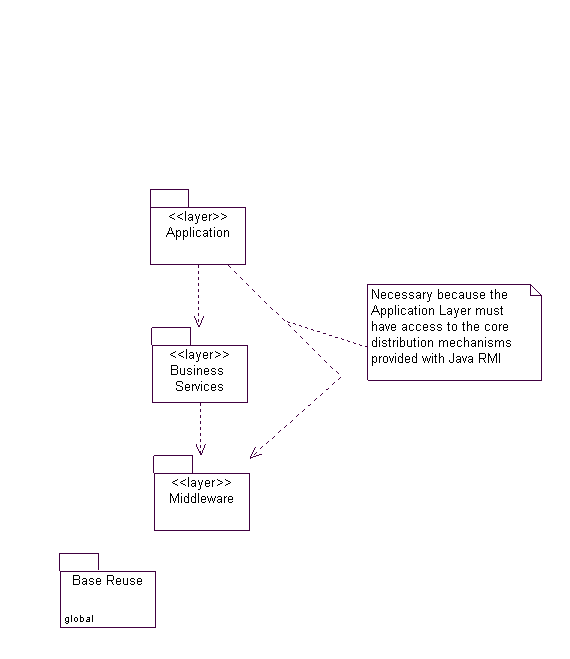 <<layer>>
Application
Necessary because the
Application Layer must
have access to the core
distribution mechanisms
provided with Java RMI
<<layer>>
Business
Services
<<layer>>
Middleware
Base Reuse
global